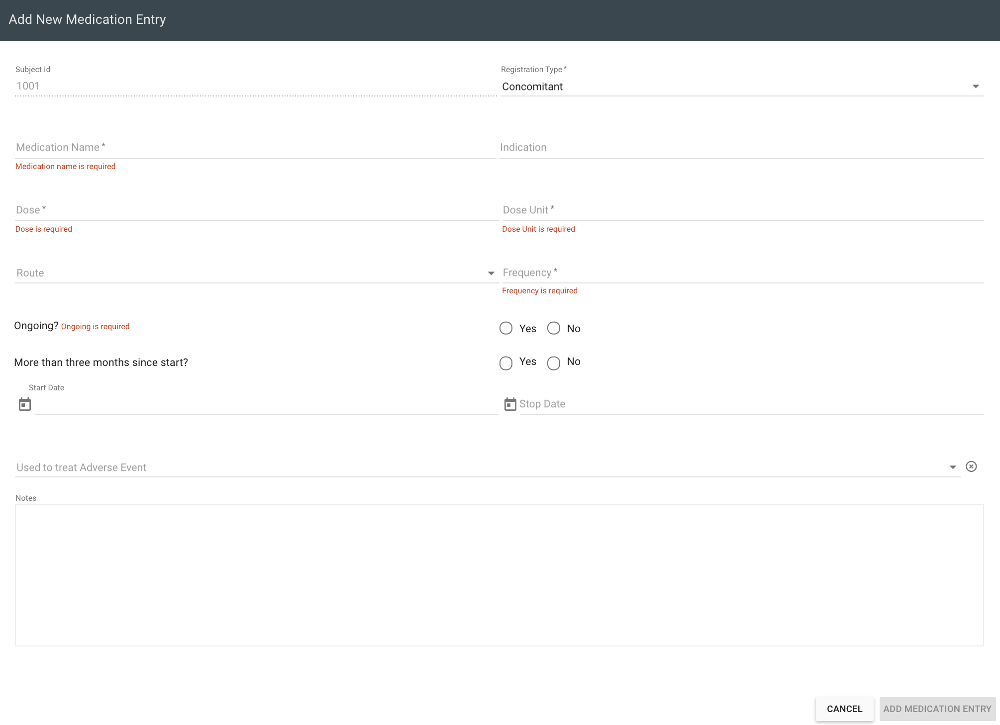 Add New Medication Entry
Subject Id
1001
Registration Type *
Concomitant
Medication Name *
Medication name is required
Indication
Dose *
Dose is required
Dose Unit *
Dose Unit is required
Route
Frequency *
Frequency is required
Ongoing? Ongoing is required
Yes No
More than three months since start?
Yes No
Start Date
Stop Date
Used to treat Adverse Event
Notes
CANCEL
ADD MEDICATION ENTRY